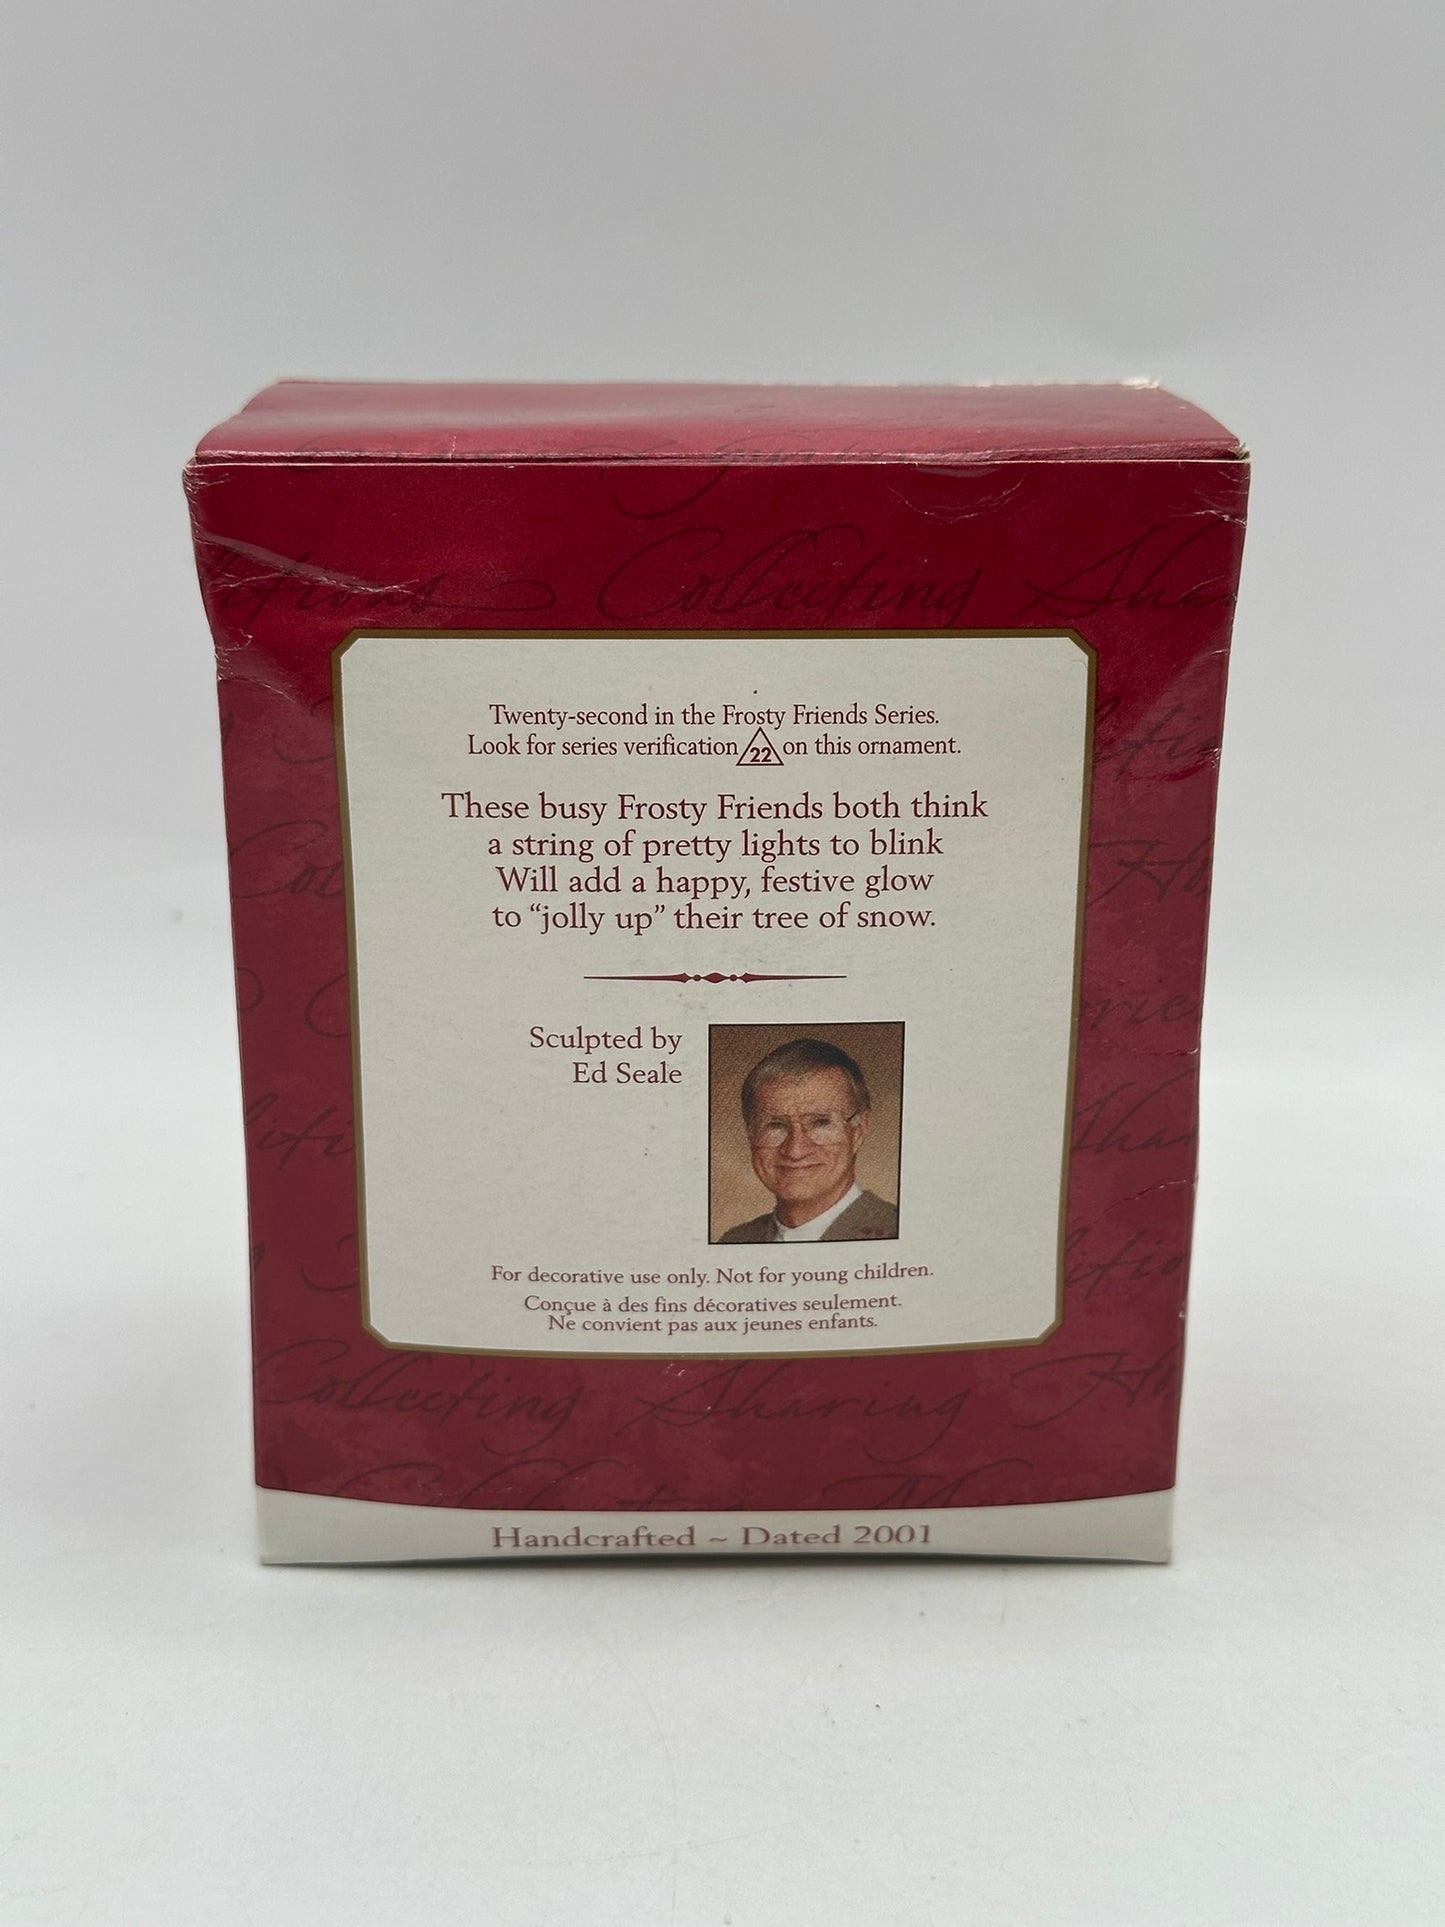 Collecting
Twenty-second in the Frosty Friends Series.
Look for series verification 22 on this ornament.
These busy Frosty Friends both think
a string of pretty lights to blink
Will add a happy, festive glow
to “jolly up” their tree of snow.
Sculpted by
Ed Seale
For decorative use only. Not for young children.
Conçue à des fins décoratives seulement.
Ne convient pas aux jeunes enfants.
Collecting Sharing
Handcrafted ~ Dated 2001